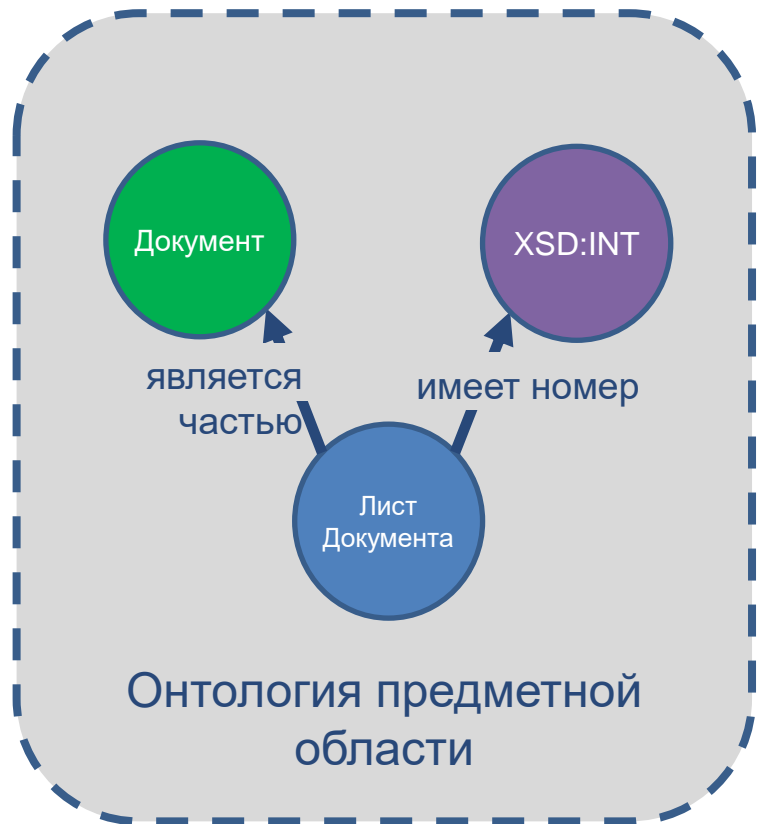 Документ
XSD:INT
является
частью
имеет номер
Лист
Документа
Онтология предметной
области